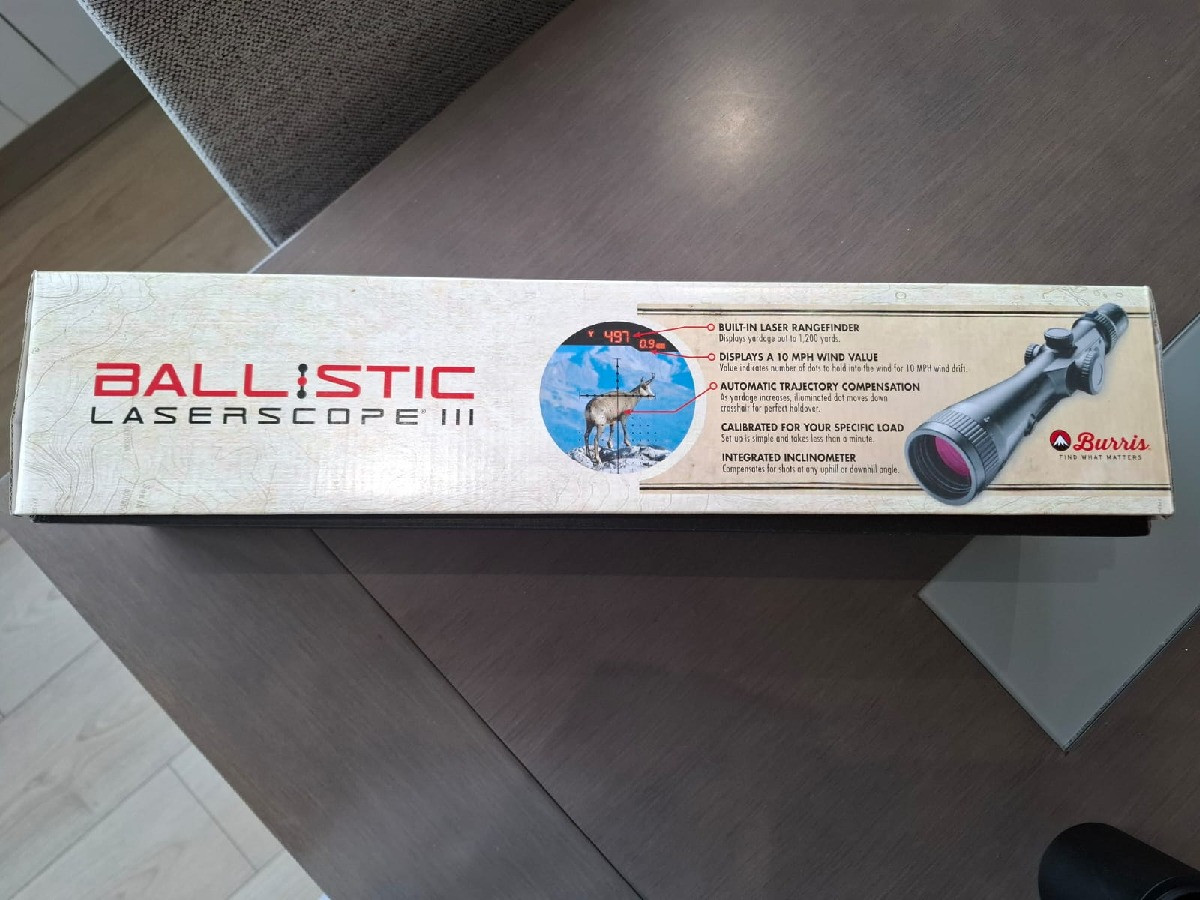 BALLISTIC
LASERSCOPE® III
Y 497
0.9
BUILT-IN LASER RANGEFINDER
Displays yardage out to 1,200 yards.
DISPLAYS A 10 MPH WIND VALUE
Value indicates number of dots to hold into the wind for 10 MPH wind drift.
AUTOMATIC TRAJECTORY COMPENSATION
As yardage increases, illuminated dot moves down
crosshair for perfect holdover.
CALIBRATED FOR YOUR SPECIFIC LOAD
Set up is simple and takes less than a minute.
INTEGRATED INCLINOMETER
Compensates for shots at any uphill or downhill angle.
Burris
FIND WHAT MATTERS